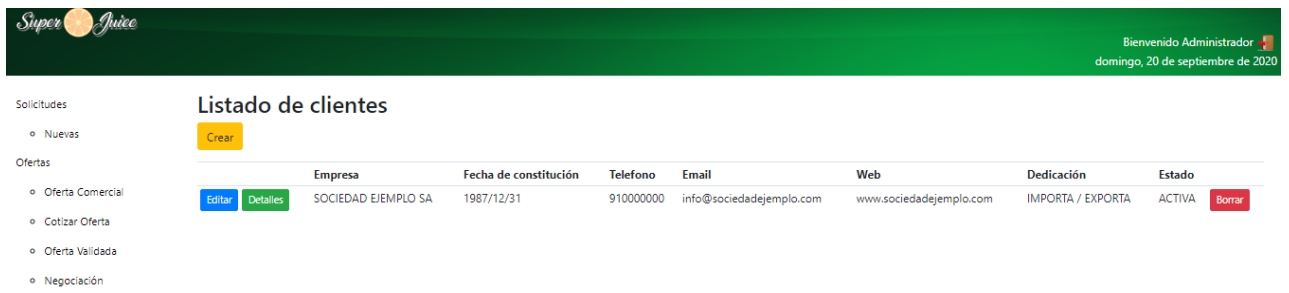 Super Juice
Bienvenido Administrador
domingo, 20 de septiembre de 2020
Solicitudes
Nuevas
Ofertas
Oferta Comercial
Cotizar Oferta
Oferta Validada
Negociación
Listado de clientes
Crear
Empresa Fecha de constitución Telefono Email Web Dedicación Estado
Editar Detalles SOCIEDAD EJEMPLO SA 1987/12/31 910000000 info@sociedadejemplo.com www.sociedadejemplo.com IMPORTA / EXPORTA ACTIVA Borrar